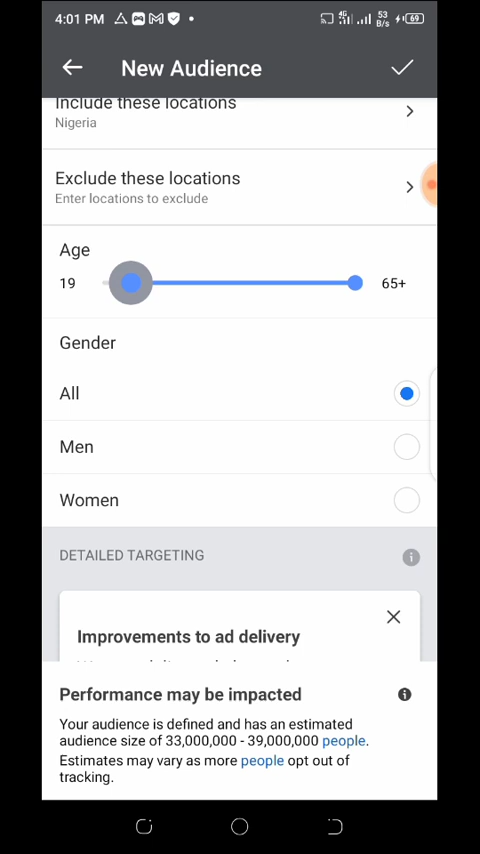 4:01 PM 4G 53 B/s 69
New Audience
Include these locations
Nigeria
Exclude these locations
Enter locations to exclude
Age
19 65+
Gender
All
Men
Women
DETAILED TARGETING
Improvements to ad delivery
Performance may be impacted
Your audience is defined and has an estimated
audience size of 33,000,000 - 39,000,000 people.
Estimates may vary as more people opt out of
tracking.